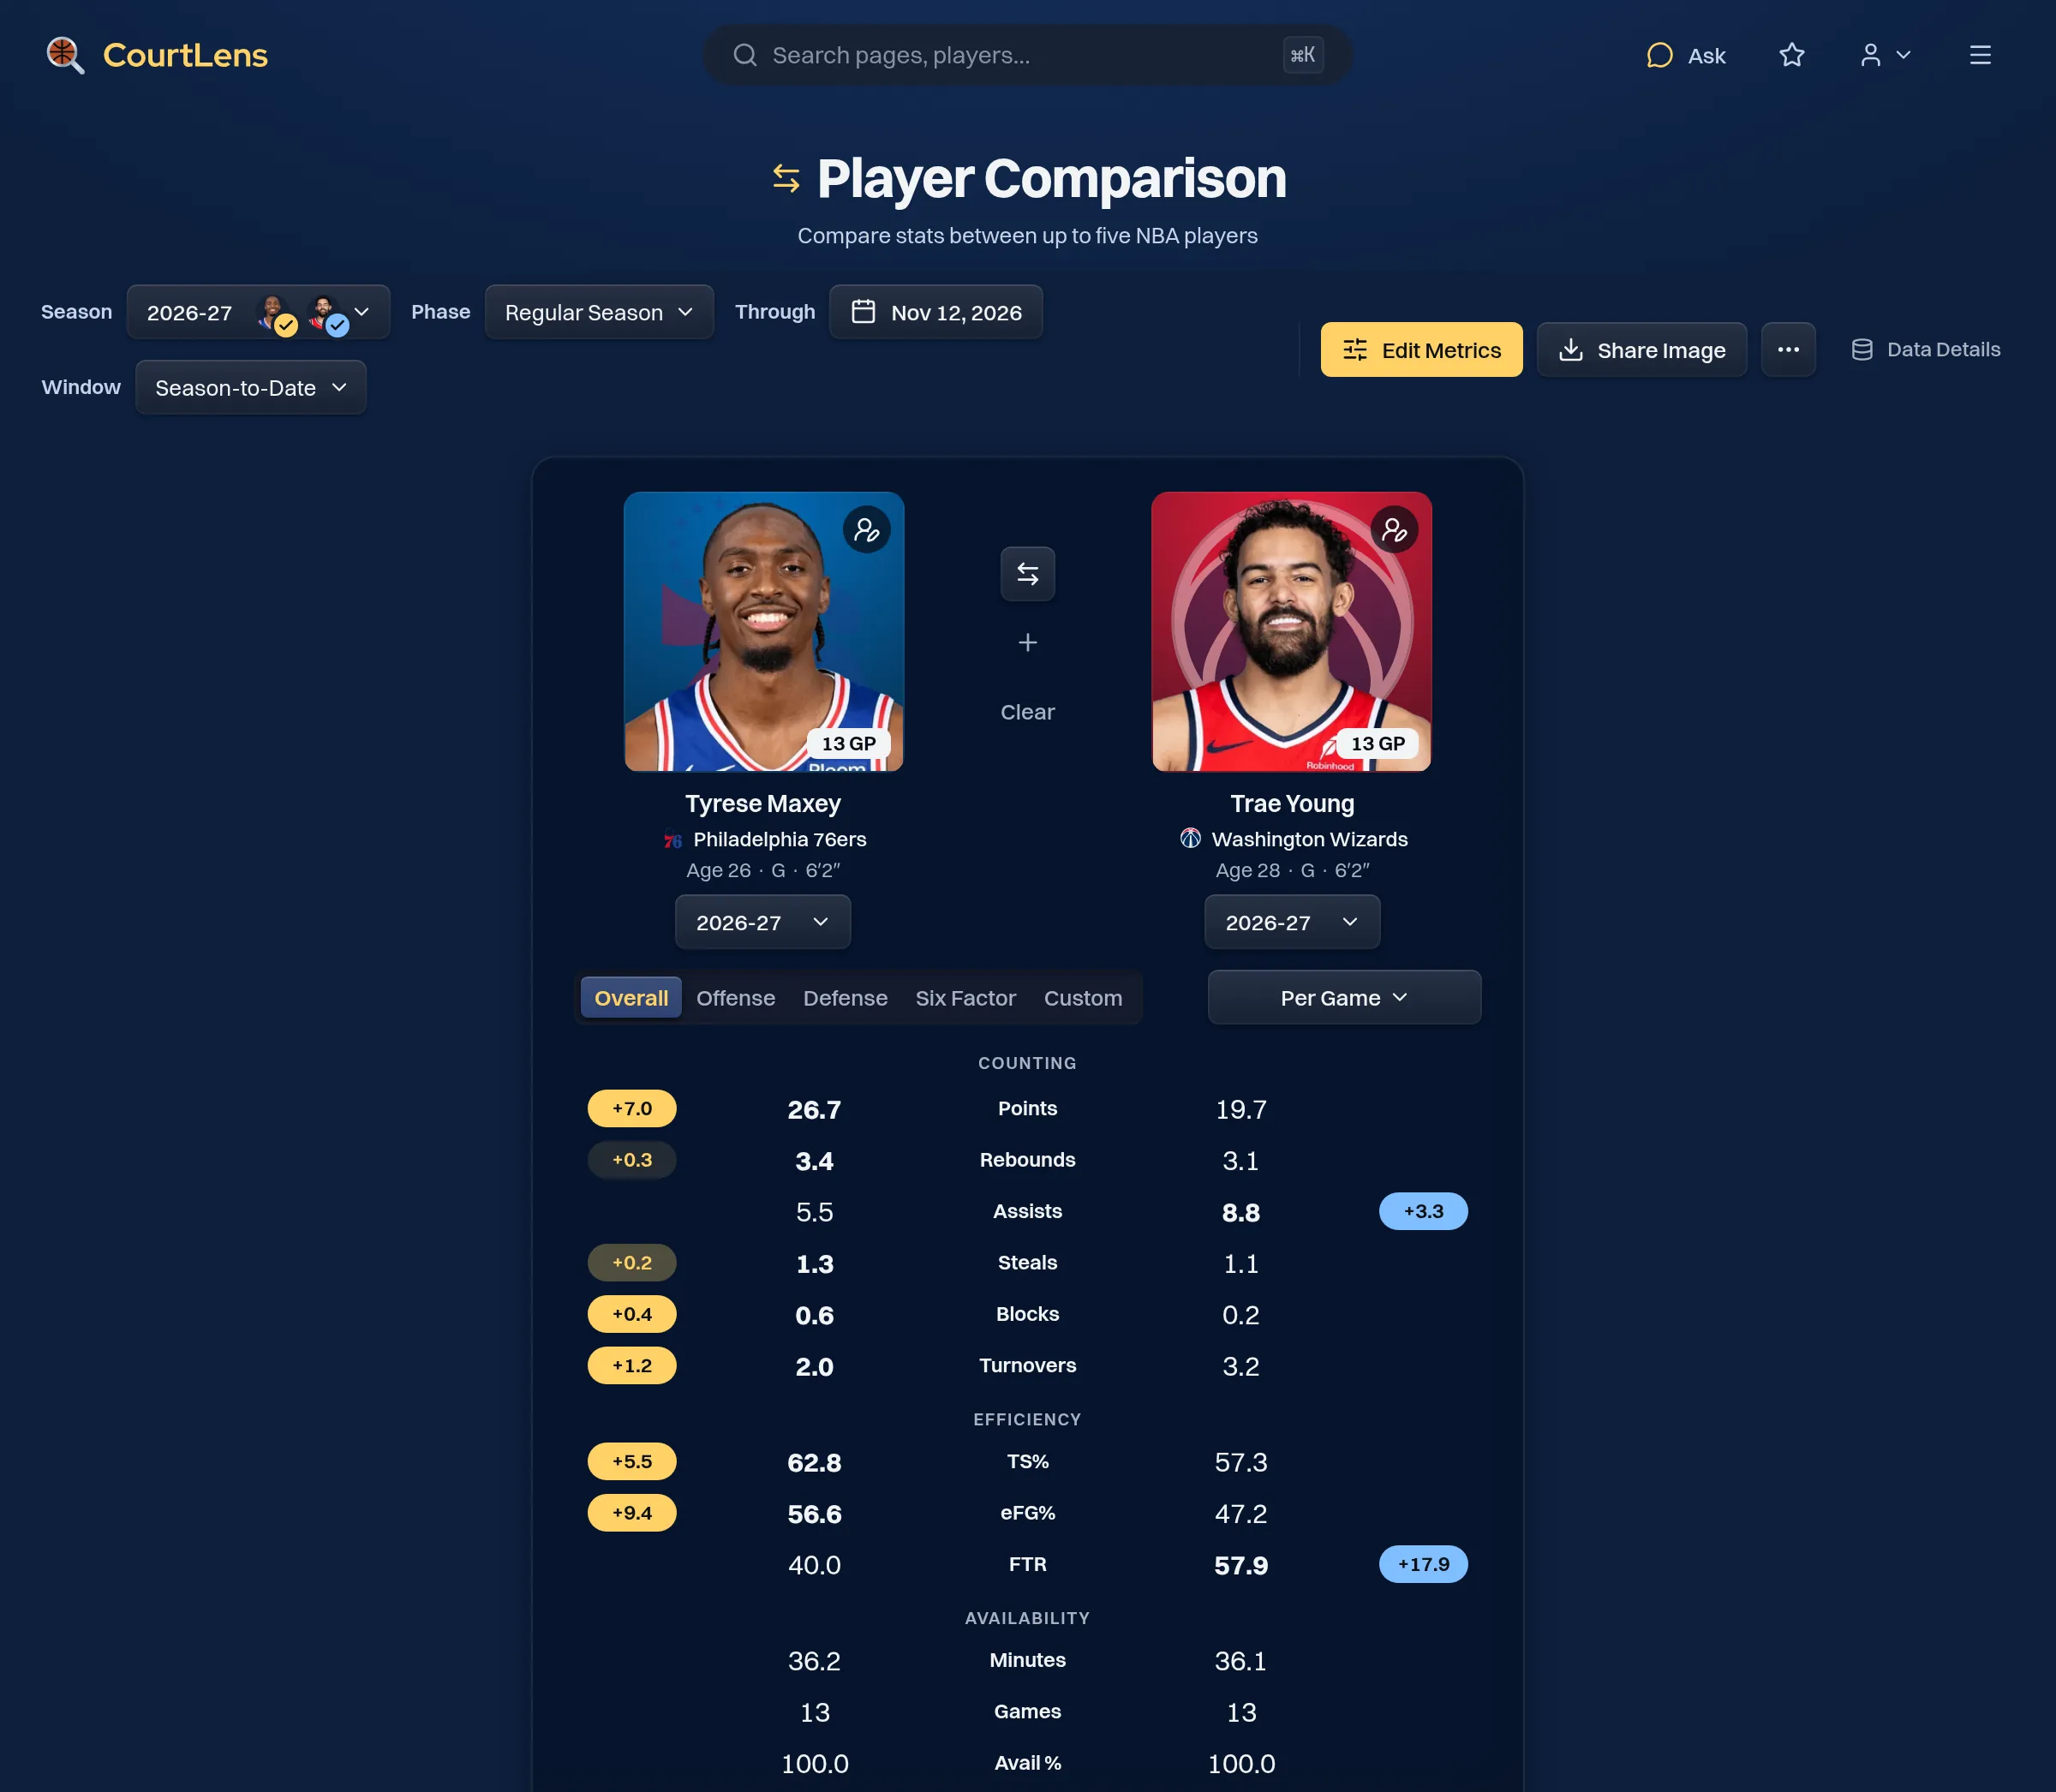 CourtLens
Search pages, players...
⌘K
Ask
Player Comparison
Compare stats between up to five NBA players
Season 2026-27 Phase Regular Season Through Nov 12, 2026
Window Season-to-Date
Edit Metrics Share Image Data Details
13 GP
Bloom
13 GP
Robinhood
Clear
Tyrese Maxey
76 Philadelphia 76ers
Age 26 · G · 6′2″
2026-27
Trae Young
Washington Wizards
Age 28 · G · 6′2″
2026-27
Overall Offense Defense Six Factor Custom Per Game
COUNTING
+7.0 26.7 Points 19.7
+0.3 3.4 Rebounds 3.1
5.5 Assists 8.8 +3.3
+0.2 1.3 Steals 1.1
+0.4 0.6 Blocks 0.2
+1.2 2.0 Turnovers 3.2
EFFICIENCY
+5.5 62.8 TS% 57.3
+9.4 56.6 eFG% 47.2
40.0 FTR 57.9 +17.9
AVAILABILITY
36.2 Minutes 36.1
13 Games 13
100.0 Avail % 100.0